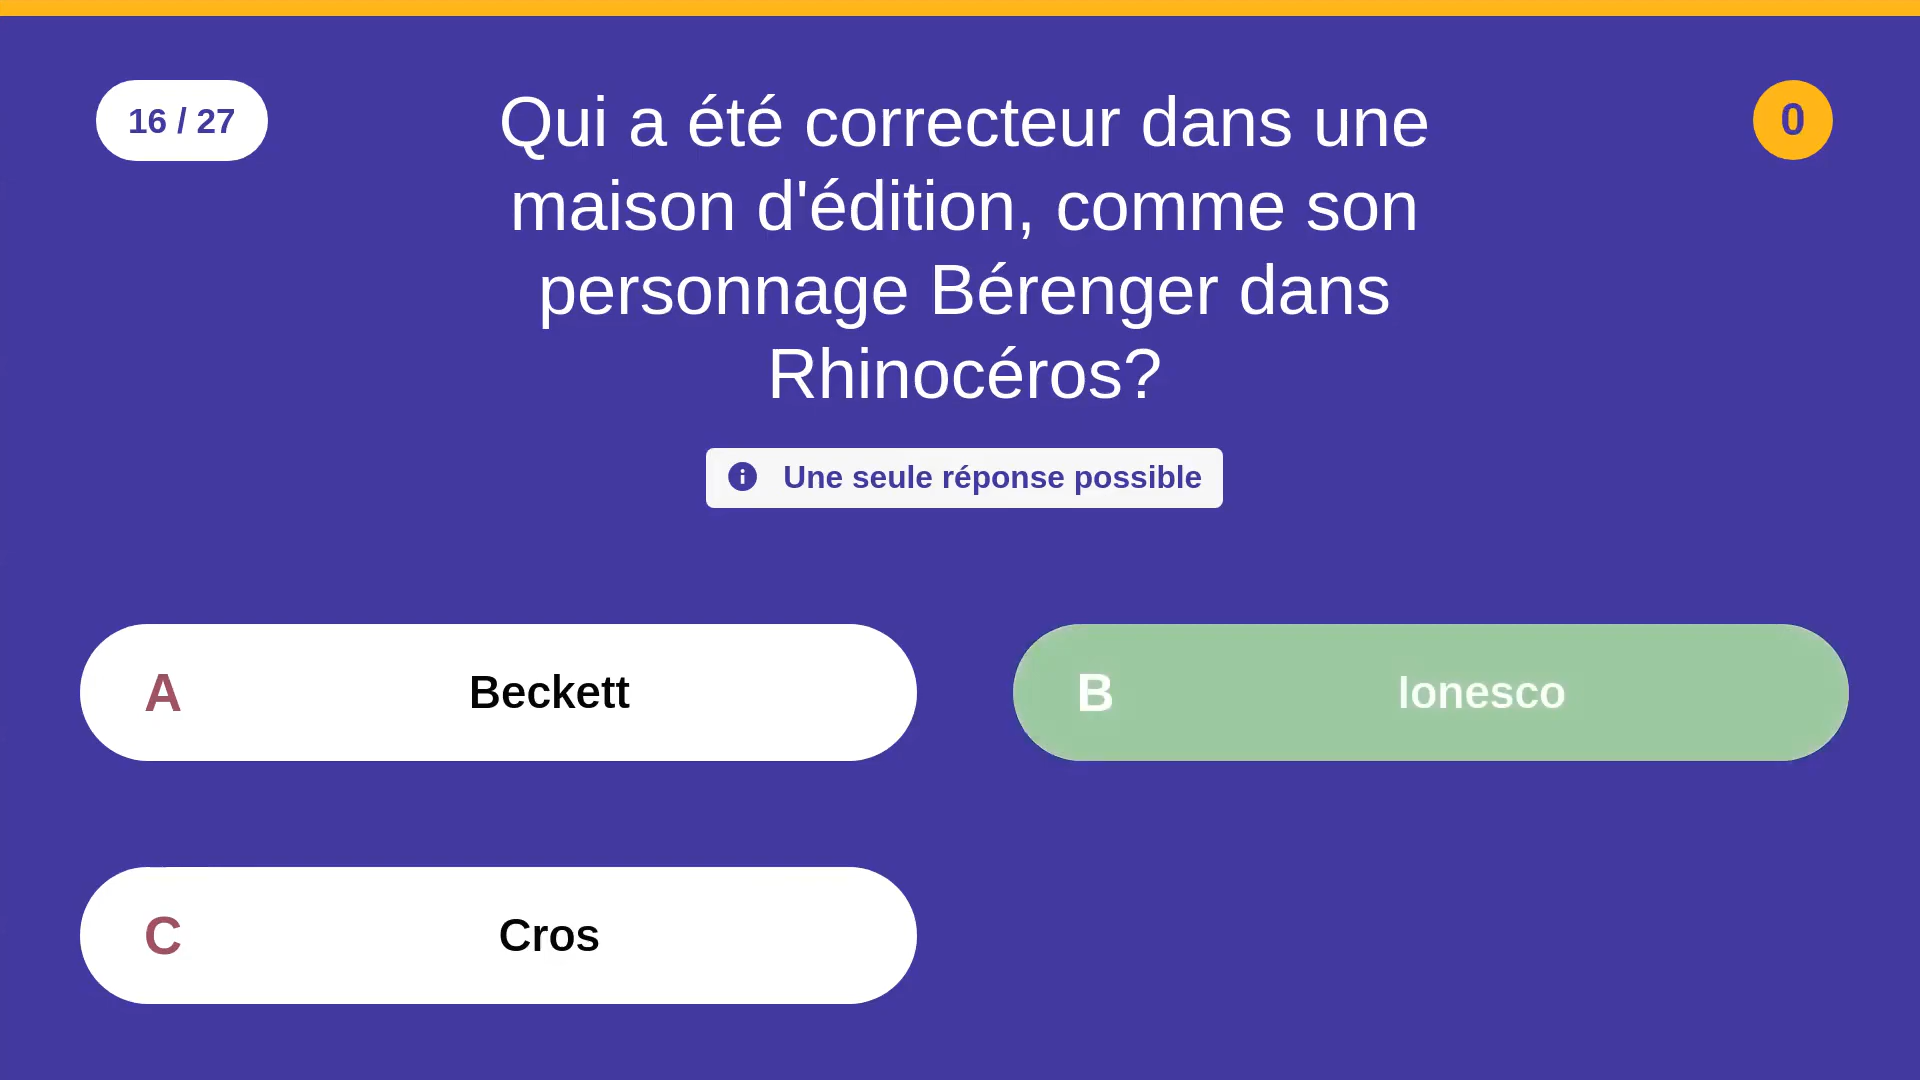 16 / 27
Qui a été correcteur dans une
maison d'édition, comme son
personnage Bérenger dans
Rhinocéros?
0
Une seule réponse possible
A Beckett
B Ionesco
C Cros